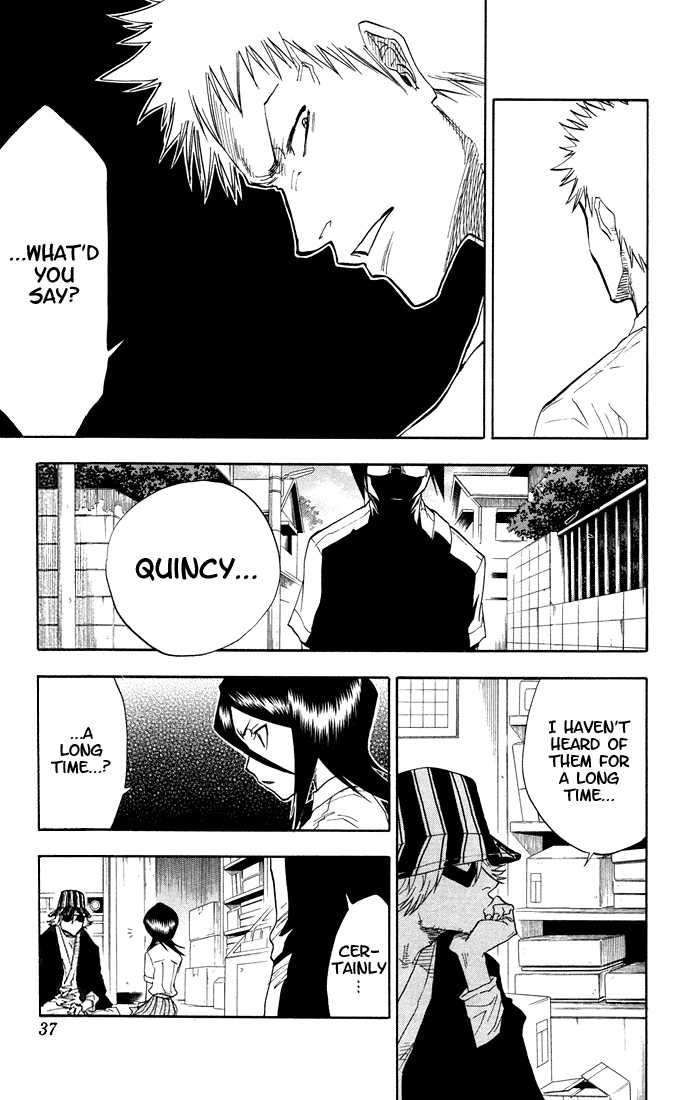 ...WHAT'D
YOU
SAY?
QUINCY...
I HAVEN'T
HEARD OF
THEM FOR
A LONG
TIME...
...A
LONG
TIME...?
CER-
TAINLY
...
37